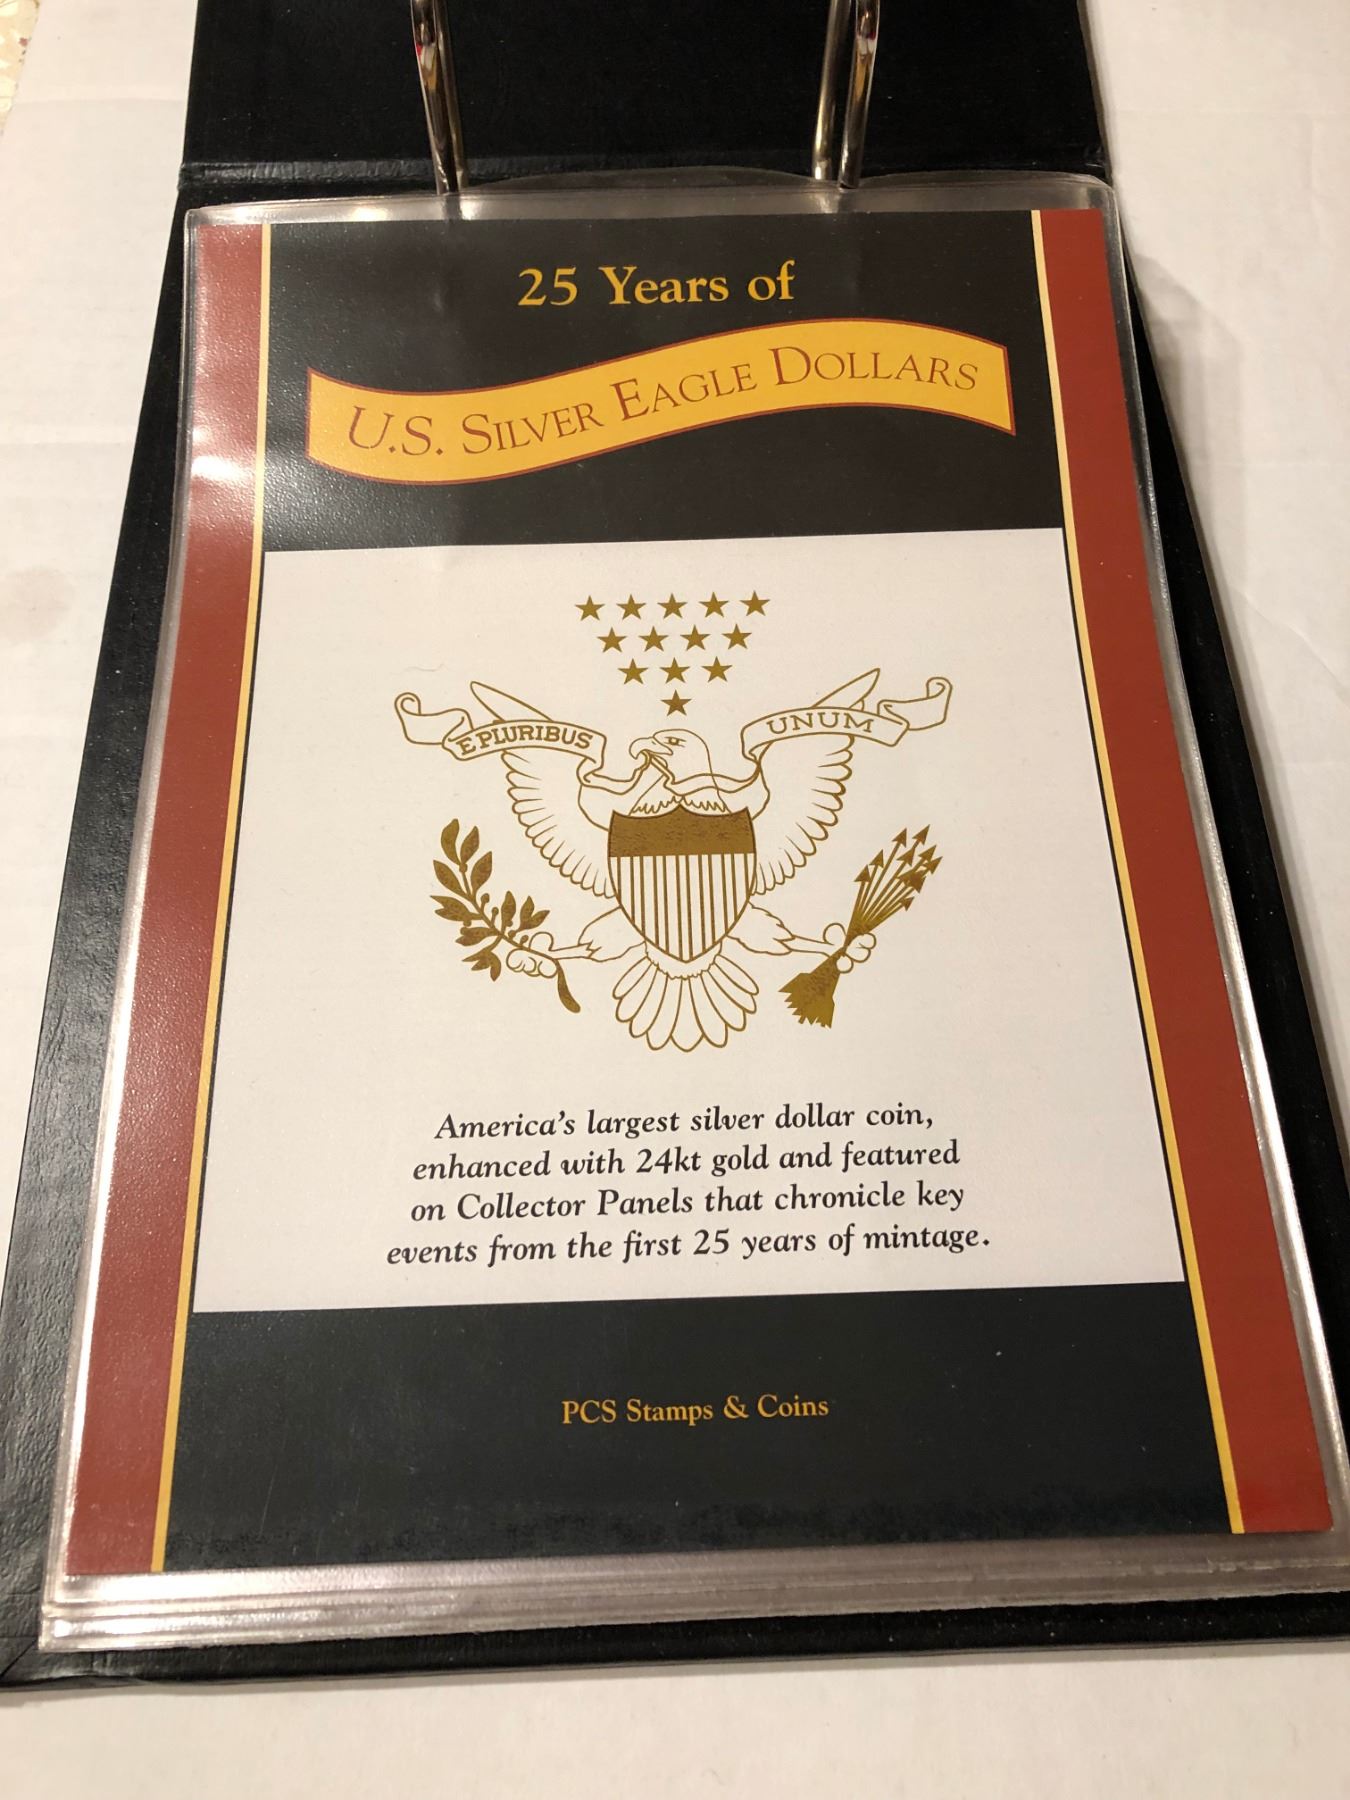 25 Years of
U.S. SILVER EAGLE DOLLARS
E PLURIBUS UNUM
America's largest silver dollar coin,
enhanced with 24kt gold and featured
on Collector Panels that chronicle key
events from the first 25 years of mintage.
PCS Stamps & Coins